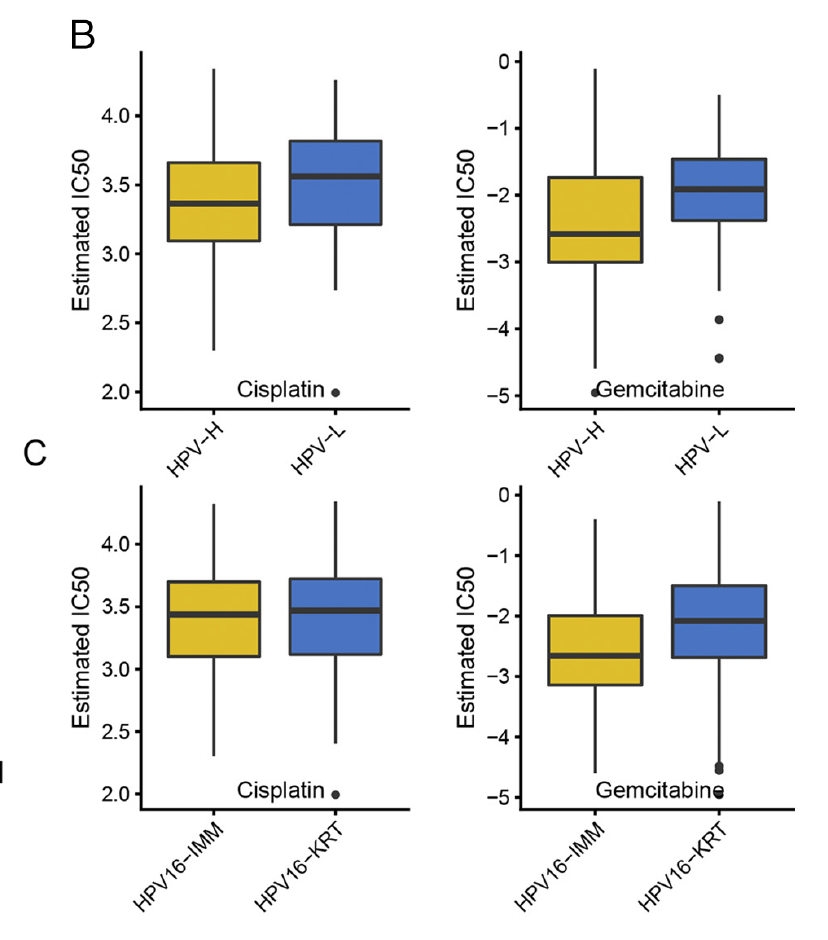 B
Estimated IC50
4.0
3.5
3.0
2.5
2.0
Cisplatin
HPV-H
HPV-L
Estimated IC50
0
-1
-2
-3
-4
-5
Gemcitabine
HPV-H
HPV-L
C
Estimated IC50
4.0
3.5
3.0
2.5
2.0
Cisplatin
HPV16-IMM
HPV16-KRT
Estimated IC50
0
-1
-2
-3
-4
-5
Gemcitabine
HPV16-IMM
HPV16-KRT